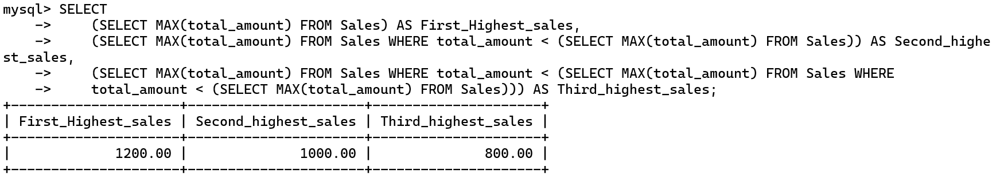 mysql> SELECT
    ->     (SELECT MAX(total_amount) FROM Sales) AS First_Highest_sales,
    ->     (SELECT MAX(total_amount) FROM Sales WHERE total_amount < (SELECT MAX(total_amount) FROM Sales)) AS Second_highe
st_sales,
    ->     (SELECT MAX(total_amount) FROM Sales WHERE total_amount < (SELECT MAX(total_amount) FROM Sales WHERE
    ->     total_amount < (SELECT MAX(total_amount) FROM Sales))) AS Third_highest_sales;
+---------------------+----------------------+---------------------+
| First_Highest_sales | Second_highest_sales | Third_highest_sales |
+---------------------+----------------------+---------------------+
|             1200.00 |              1000.00 |              800.00 |
+---------------------+----------------------+---------------------+